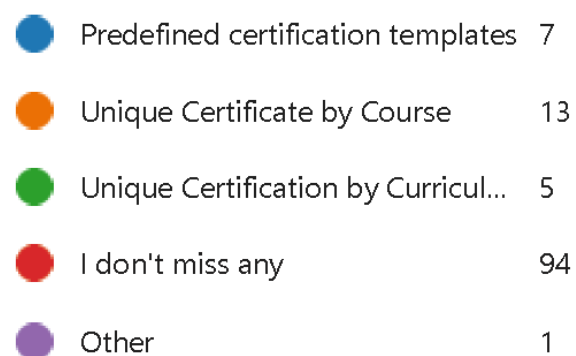 Predefined certification templates 7
Unique Certificate by Course 13
Unique Certification by Curricul... 5
I don't miss any 94
Other 1